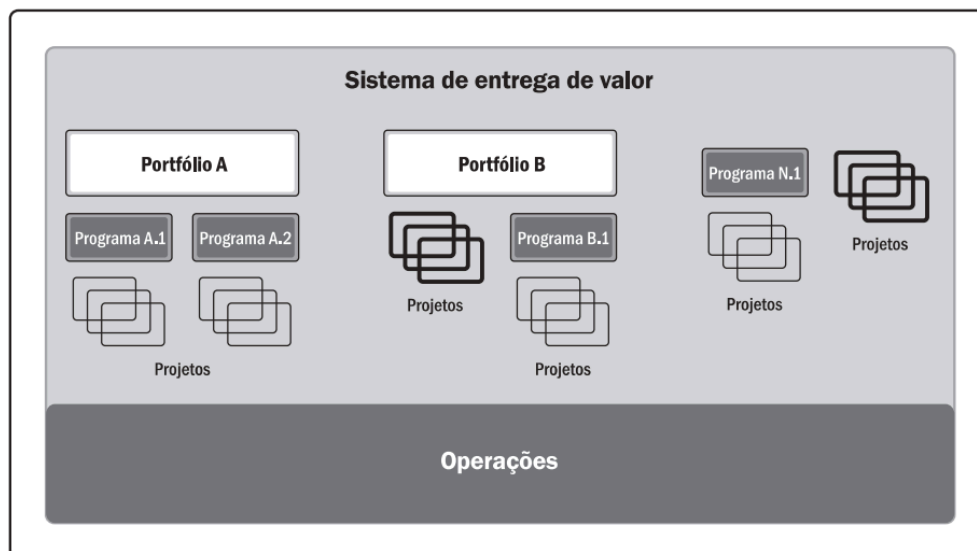 Sistema de entrega de valor
Portfólio A
Portfólio B
Programa N.1
Programa A.1
Programa A.2
Programa B.1
Projetos
Projetos
Projetos
Projetos
Projetos
Operações